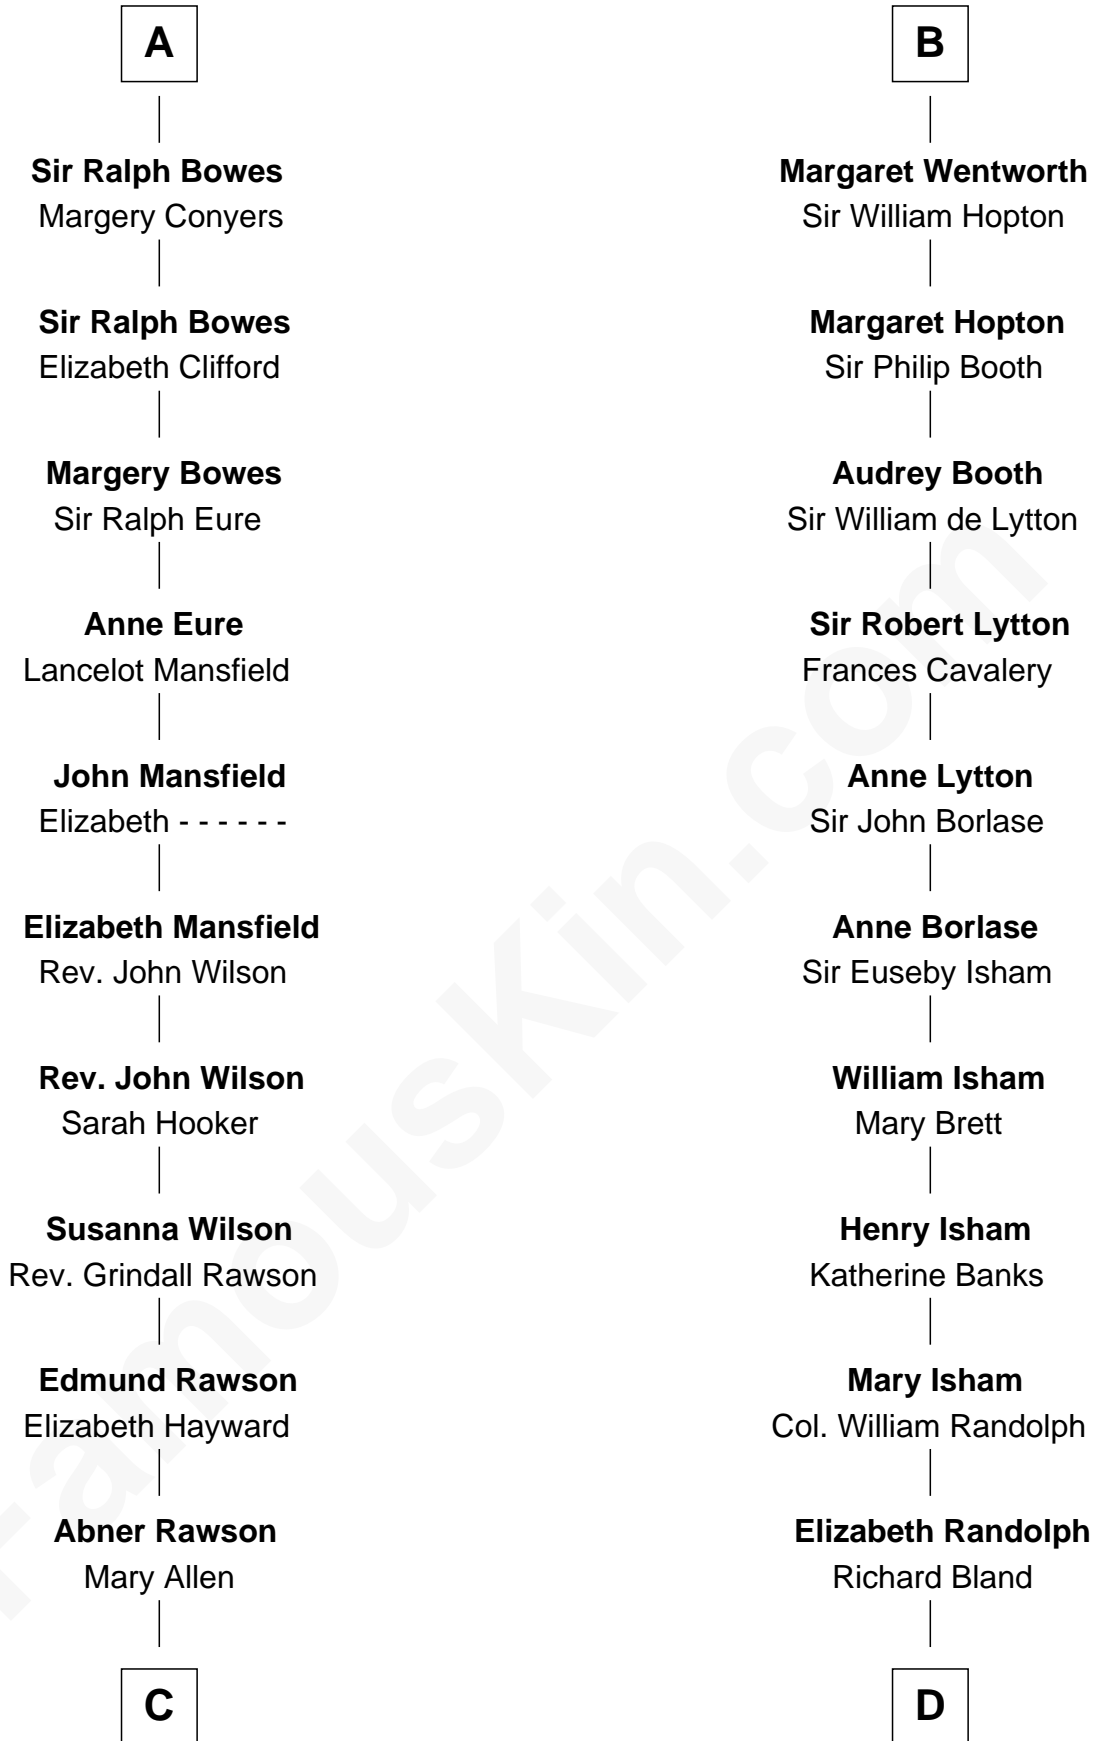 A
Sir Ralph Bowes
Margery Conyers
Sir Ralph Bowes
Elizabeth Clifford
Margery Bowes
Sir Ralph Eure
Anne Eure
Lancelot Mansfield
John Mansfield
Elizabeth - - - - - -
Elizabeth Mansfield
Rev. John Wilson
Rev. John Wilson
Sarah Hooker
Susanna Wilson
Rev. Grindall Rawson
Edmund Rawson
Elizabeth Hayward
Abner Rawson
Mary Allen
C
B
Margaret Wentworth
Sir William Hopton
Margaret Hopton
Sir Philip Booth
Audrey Booth
Sir William de Lytton
Sir Robert Lytton
Frances Cavalery
Anne Lytton
Sir John Borlase
Anne Borlase
Sir Euseby Isham
William Isham
Mary Brett
Henry Isham
Katherine Banks
Mary Isham
Col. William Randolph
Elizabeth Randolph
Richard Bland
D
FamousKin.com